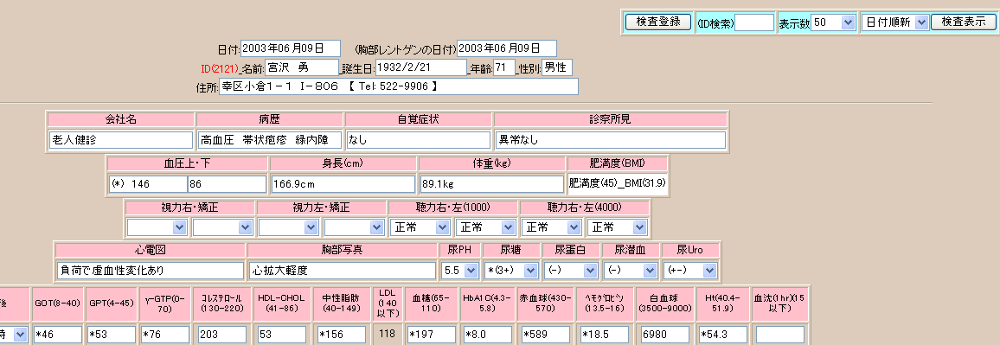 検査登録 (ID検索) 表示数 50 日付順新 検査表示
日付: 2003年06月09日 (胸部レントゲンの日付) 2003年06月09日
ID(2121)_名前: 宮沢 勇 _誕生日: 1932/2/21 _年齢: 71 _性別: 男性
住所: 幸区小倉1-1 I-806 【 Tel: 522-9906 】
会社名 病歴 自覚症状 診察所見
老人健診 高血圧 帯状疱疹 緑内障 なし 異常なし
血圧上・下 身長(cm) 体重(kg) 肥満度(BMI)
(*) 146 86 166.9cm 89.1kg 肥満度(45)_BMI(31.9)
視力右・矯正 視力左・矯正 聴力右・左(1000) 聴力右・左(4000)
正常 正常 正常 正常
心電図 胸部写真 尿PH 尿糖 尿蛋白 尿潜血 尿Uro
負荷で虚血性変化あり 心拡大軽度 5.5 *(3+) (-) (-) (+-)
後 GOT(8-40) GPT(4-45) γ-GTP(0-70) コレステロール(130-220) HDL-CHOL(41-86) 中性脂肪(40-149) LDL(140以下) 血糖(65-110) HbA1C(4.3-5.8) 赤血球(430-570) ヘモグロビン(13.5-16) 白血球(3500-9000) Ht(40.4-51.9) 血沈(1hr)(15以下)
時 *46 *53 *76 203 53 *156 118 *197 *8.0 *589 *18.5 6980 *54.3